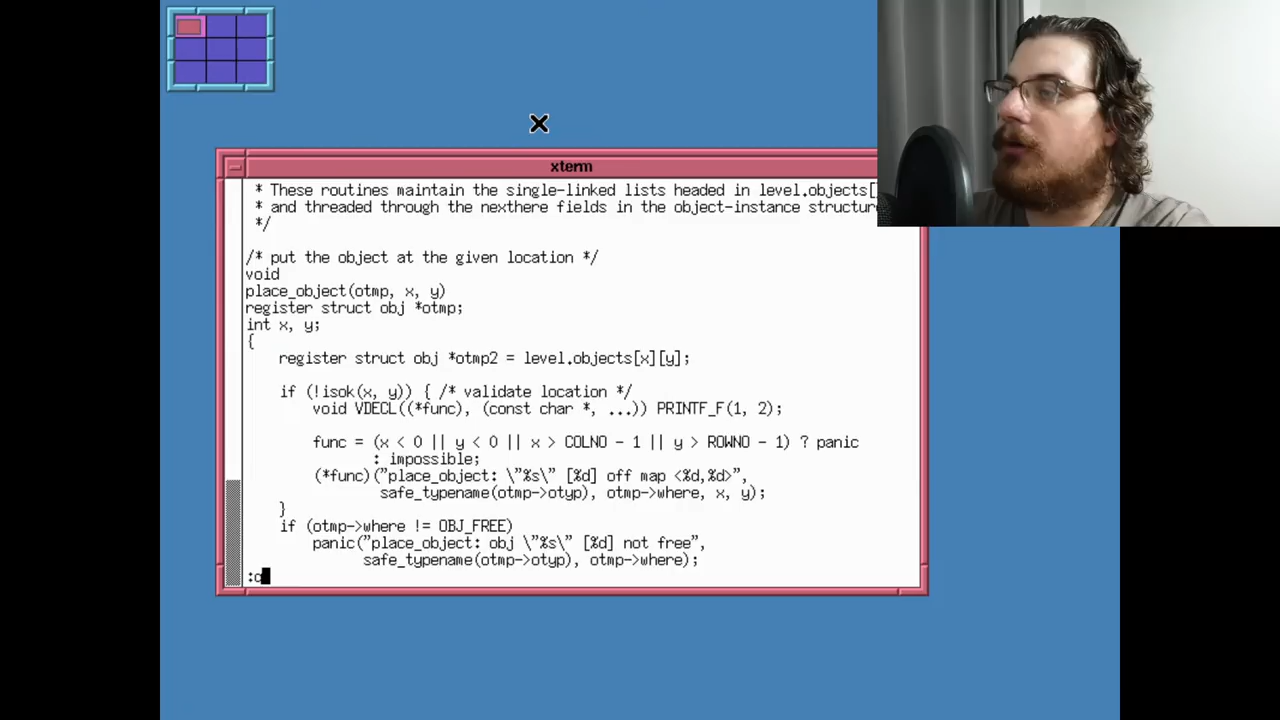 xterm
* These routines maintain the single-linked lists headed in level.objects[
* and threaded through the nexthere fields in the object-instance
*/
/* put the object at the given location */
void
place_object(otmp, x, y)
register struct obj *otmp;
int x, y;
{
register struct obj *otmp2 = level.objects[x][y];
if (!isok(x, y)) { /* validate location */
void VDECL((*func), (const char *, ...)) PRINTF_F(1, 2);
func = (x < 0 || y < 0 || x > COLNO - 1 || y > ROWNO - 1) ? panic
: impossible;
(*func)("place_object: \"%s\" [%d] off map <%d,%d>",
safe_typename(otmp->otyp), otmp->where, x, y);
}
if (otmp->where != OBJ_FREE)
panic("place_object: obj \"%s\" [%d] not free",
safe_typename(otmp->otyp), otmp->where);